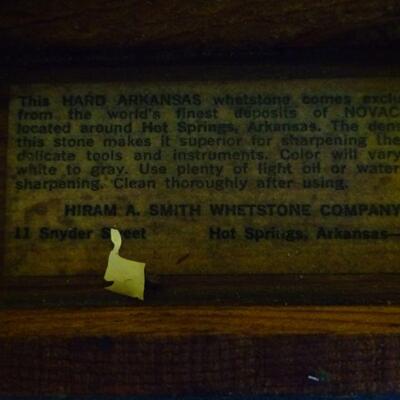 This HARD ARKANSAS whetstone comes exclu
from the world's finest deposits of NOVAC
located around Hot Springs, Arkansas. The dens
this stone makes it superior for sharpening the
delicate tools and instruments. Color will vary
white to gray. Use plenty of light oil or water
sharpening. Clean thoroughly after using.
HIRAM A. SMITH WHETSTONE COMPANY
11 Snyder Street Hot Springs, Arkansas—